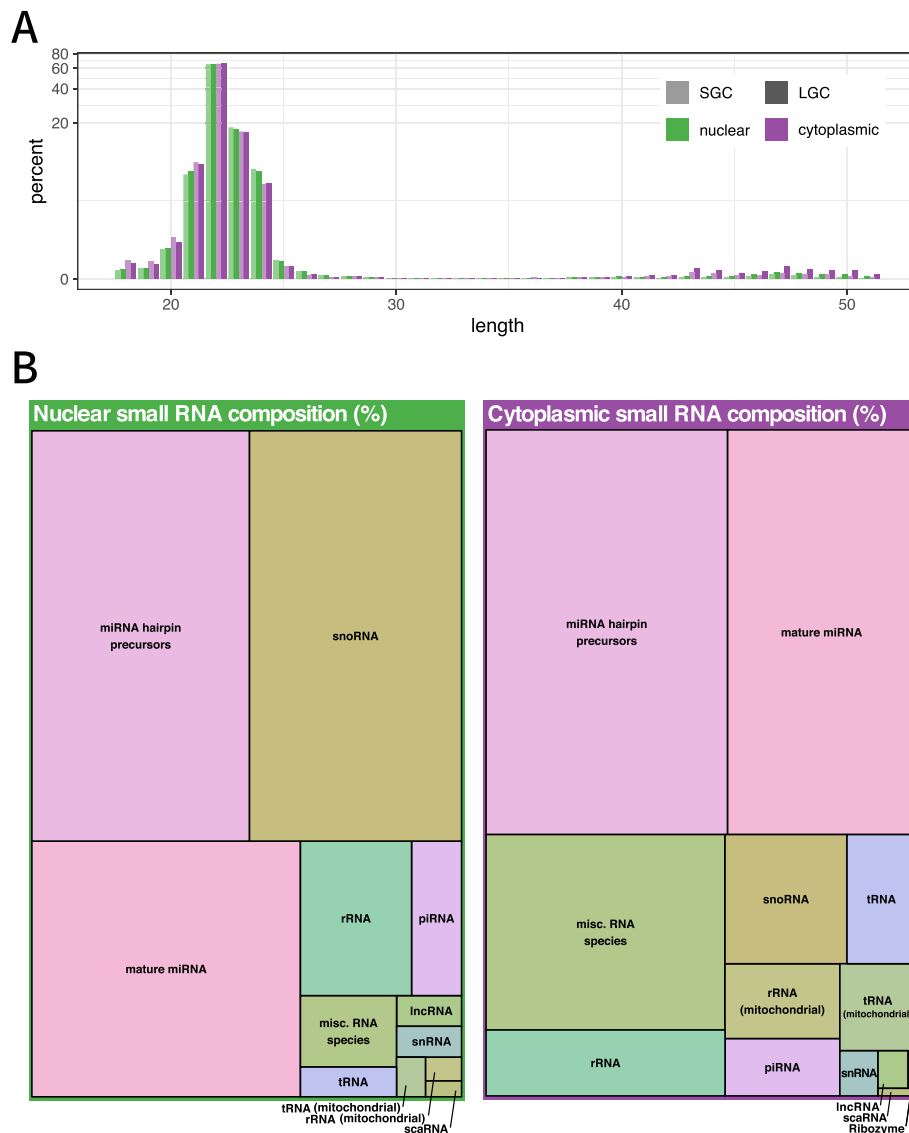 A
80
60
40
20
0
percent
SGC
LGC
nuclear
cytoplasmic
20
30
40
50
length
B
Nuclear small RNA composition (%)
miRNA hairpin
precursors
snoRNA
mature miRNA
rRNA
piRNA
misc. RNA
species
lncRNA
snRNA
tRNA
tRNA (mitochondrial)
rRNA (mitochondrial)
scaRNA
Cytoplasmic small RNA composition (%)
miRNA hairpin
precursors
mature miRNA
misc. RNA
species
snoRNA
tRNA
rRNA
(mitochondrial)
tRNA
(mitochondrial
rRNA
piRNA
snRNA
lncRNA
scaRNA
Ribozyme